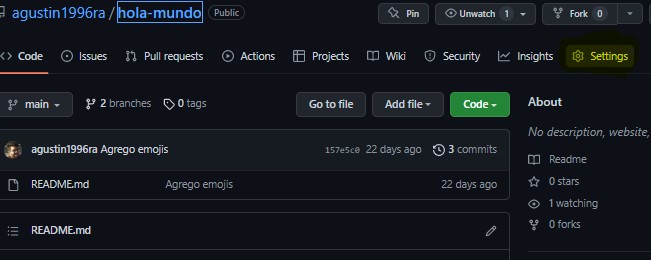 agustin1996ra / hola-mundo Public Pin Unwatch 1 Fork 0
Code Issues Pull requests Actions Projects Wiki Security Insights Settings
main 2 branches 0 tags Go to file Add file Code
About
No description, website,
agustin1996ra Agrego emojis 157e5c0 22 days ago 3 commits
README.md Agrego emojis 22 days ago
README.md
Readme
0 stars
1 watching
0 forks